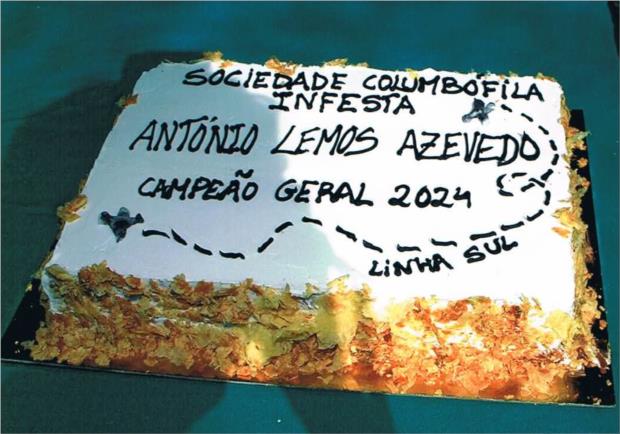 SOCIEDADE COLUMBÓFILA
INFESTA
ANTÓNIO LEMOS AZEVEDO
CAMPEÃO GERAL 2024
LINHA SUL